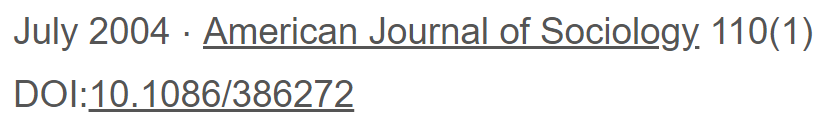 July 2004 · American Journal of Sociology 110(1)
DOI:10.1086/386272